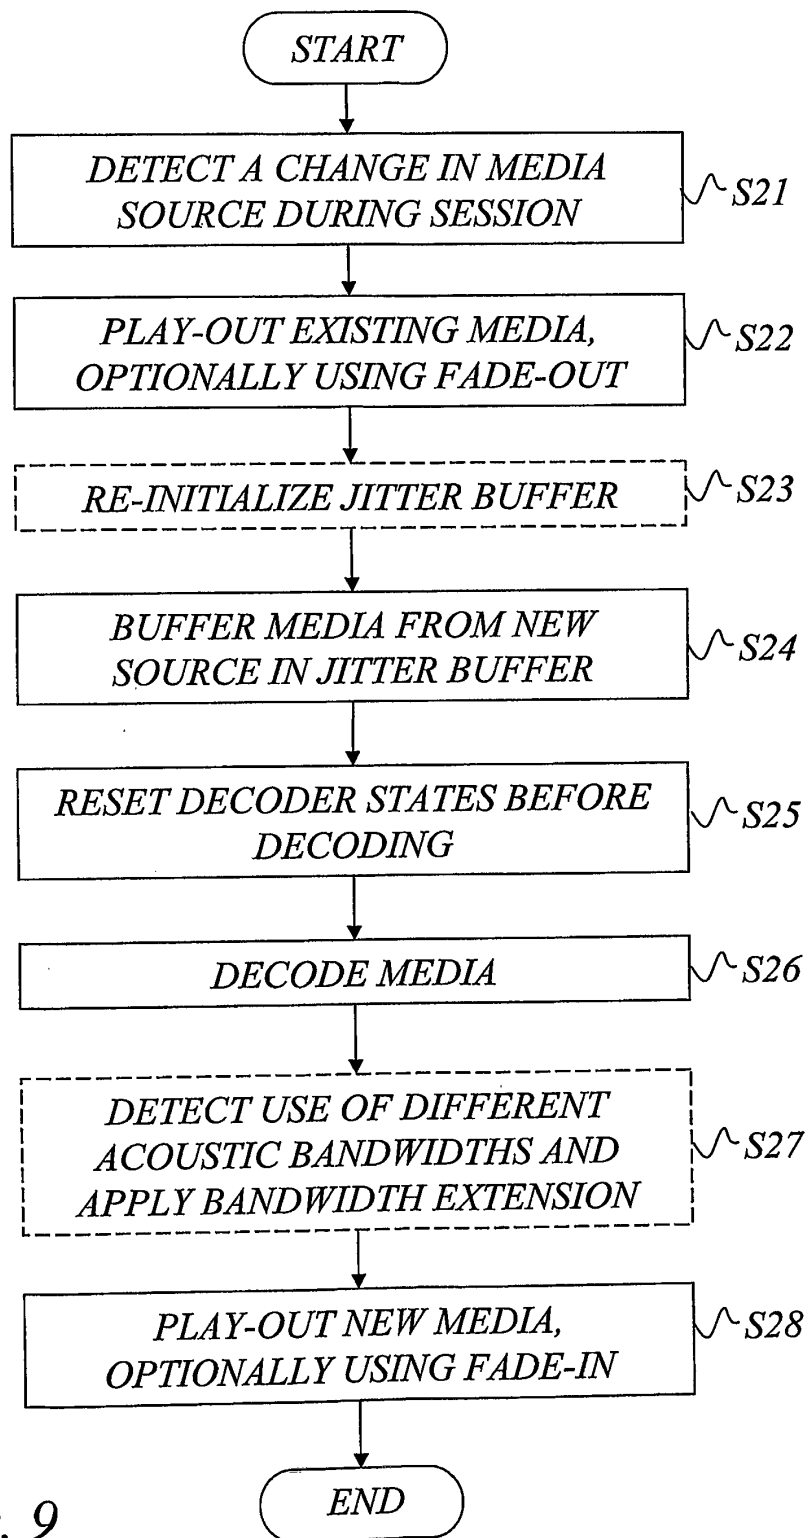 START
DETECT A CHANGE IN MEDIA
SOURCE DURING SESSION
S21
PLAY-OUT EXISTING MEDIA,
OPTIONALLY USING FADE-OUT
S22
RE-INITIALIZE JITTER BUFFER
S23
BUFFER MEDIA FROM NEW
SOURCE IN JITTER BUFFER
S24
RESET DECODER STATES BEFORE
DECODING
S25
DECODE MEDIA
S26
DETECT USE OF DIFFERENT
ACOUSTIC BANDWIDTHS AND
APPLY BANDWIDTH EXTENSION
S27
PLAY-OUT NEW MEDIA,
OPTIONALLY USING FADE-IN
S28
END
. 9